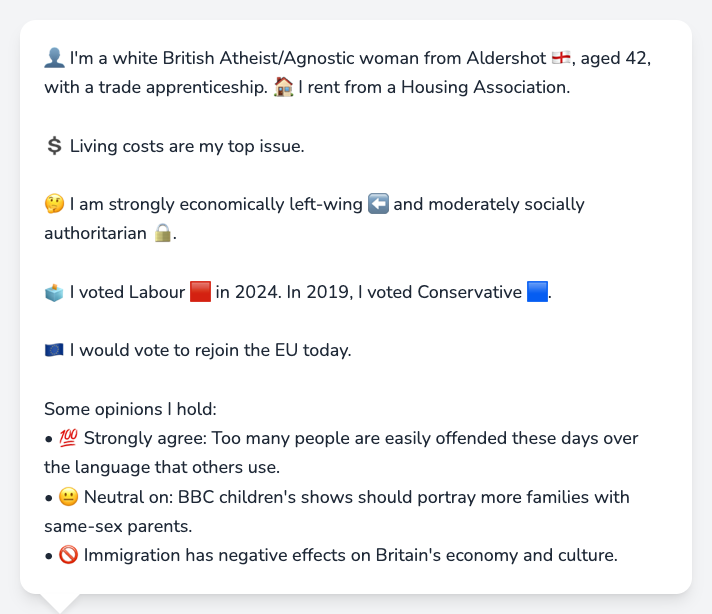 👤 I'm a white British Atheist/Agnostic woman from Aldershot 🏴󠁧󠁢󠁥󠁮󠁧󠁿, aged 42,
with a trade apprenticeship. 🏠 I rent from a Housing Association.
💲 Living costs are my top issue.
🤔 I am strongly economically left-wing ⬅️ and moderately socially
authoritarian 🔒.
🗳️ I voted Labour 🟥 in 2024. In 2019, I voted Conservative 🟦.
🇪🇺 I would vote to rejoin the EU today.
Some opinions I hold:
• 💯 Strongly agree: Too many people are easily offended these days over
the language that others use.
• 😐 Neutral on: BBC children's shows should portray more families with
same-sex parents.
• 🚫 Immigration has negative effects on Britain's economy and culture.